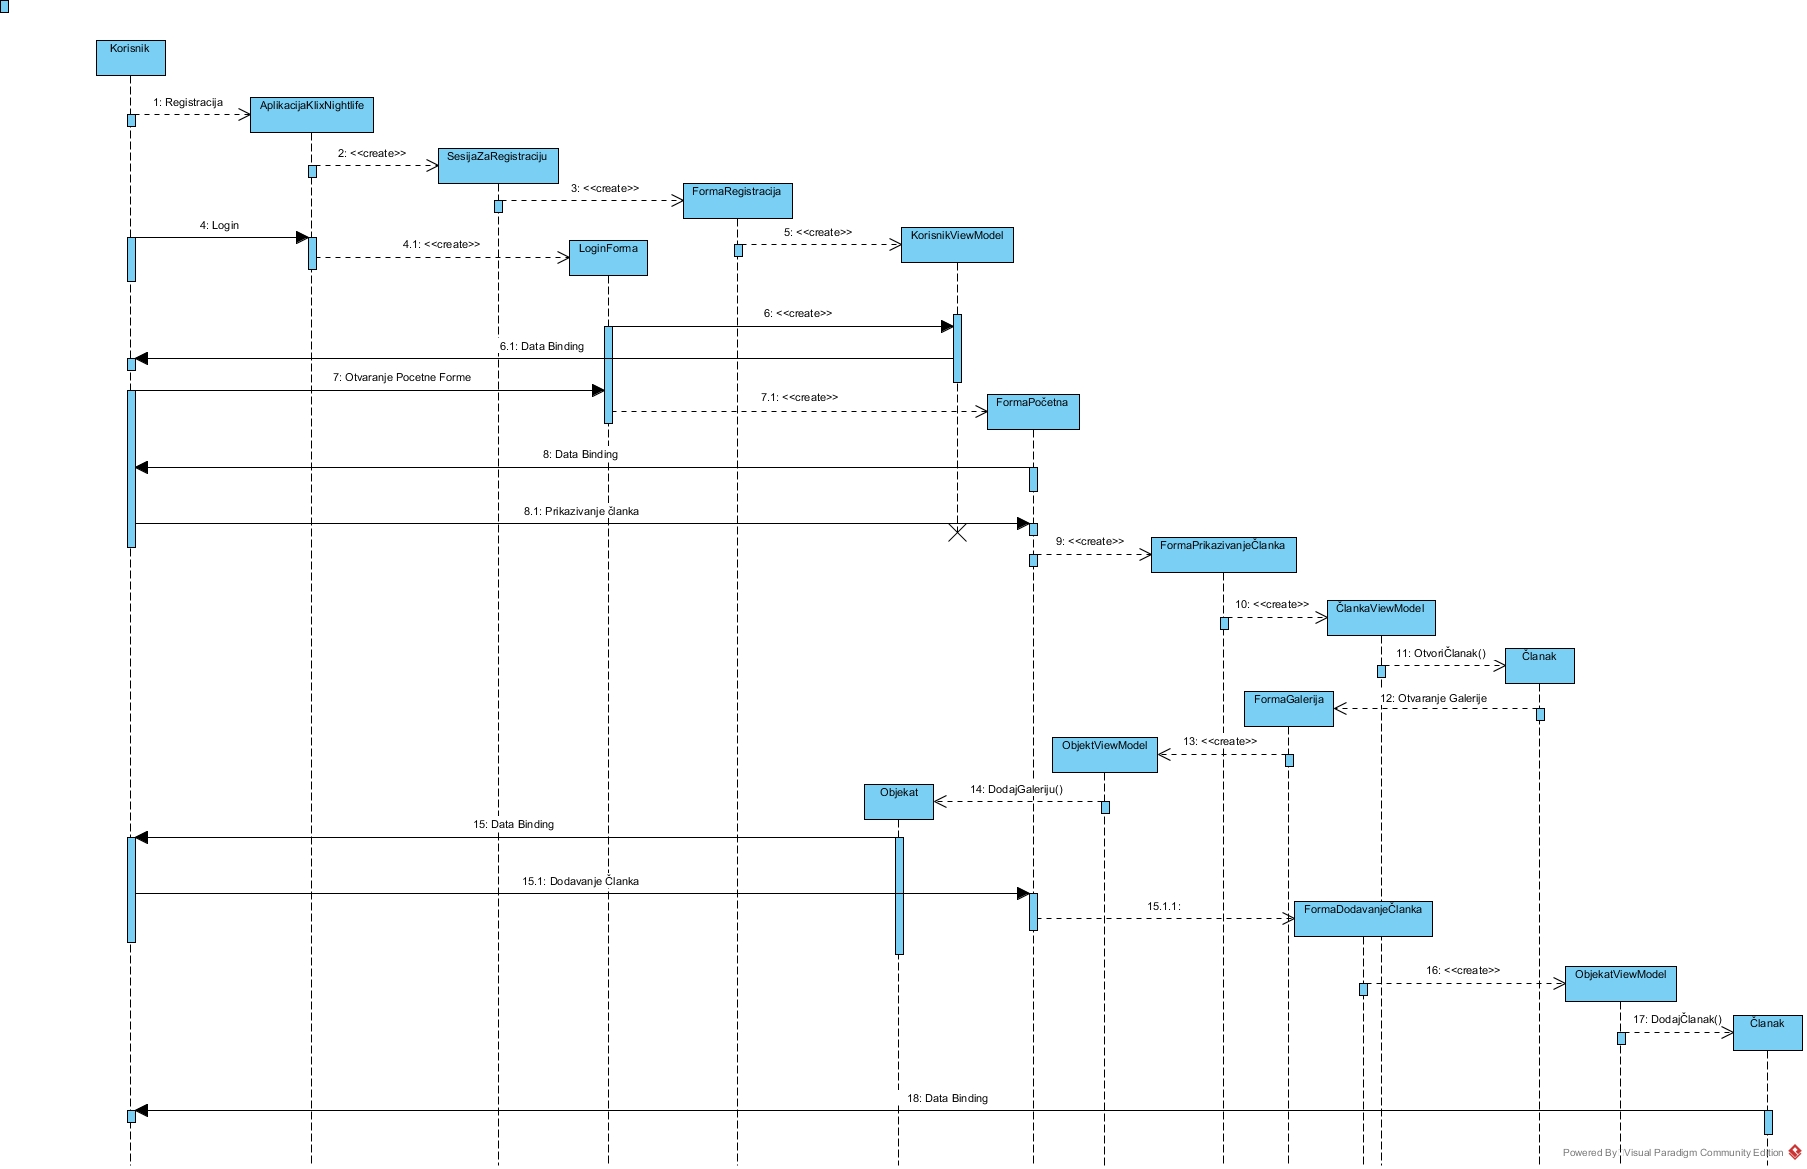 Korisnik
1: Registracija
AplikacijaKlixNightlife
2: <<create>>
SesijaZaRegistraciju
3: <<create>>
FormaRegistracija
4: Login
4.1: <<create>>
LoginForma
5: <<create>>
KorisnikViewModel
6: <<create>>
6.1: Data Binding
7: Otvaranje Pocetne Forme
7.1: <<create>>
FormaPočetna
8: Data Binding
8.1: Prikazivanje članka
9: <<create>>
FormaPrikazivanjeČlanka
10: <<create>>
ČlankaViewModel
11: OtvoriČlanak()
Članak
12: Otvaranje Galerije
FormaGalerija
13: <<create>>
ObjektViewModel
14: DodajGaleriju()
Objekat
15: Data Binding
15.1: Dodavanje Članka
15.1.1:
FormaDodavanjeČlanka
16: <<create>>
ObjekatViewModel
17: DodajČlanak()
Članak
18: Data Binding
Powered By Visual Paradigm Community Edition